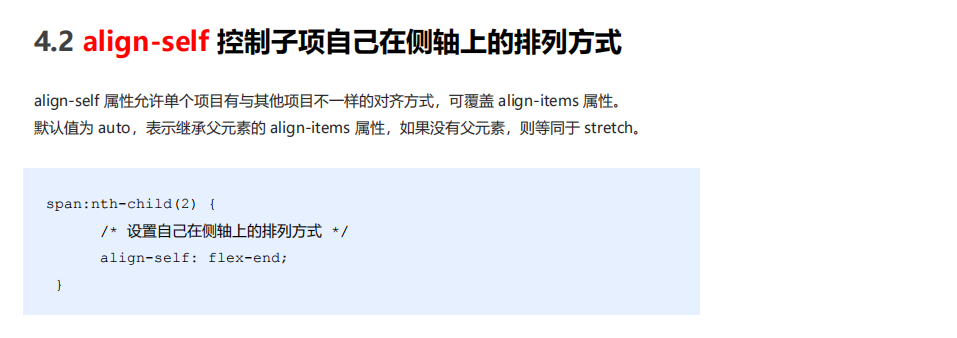 4.2 align-self 控制子项自己在侧轴上的排列方式
align-self 属性允许单个项目有与其他项目不一样的对齐方式，可覆盖 align-items 属性。
默认值为 auto，表示继承父元素的 align-items 属性，如果没有父元素，则等同于 stretch。
span:nth-child(2) {
/* 设置自己在侧轴上的排列方式 */
align-self: flex-end;
}